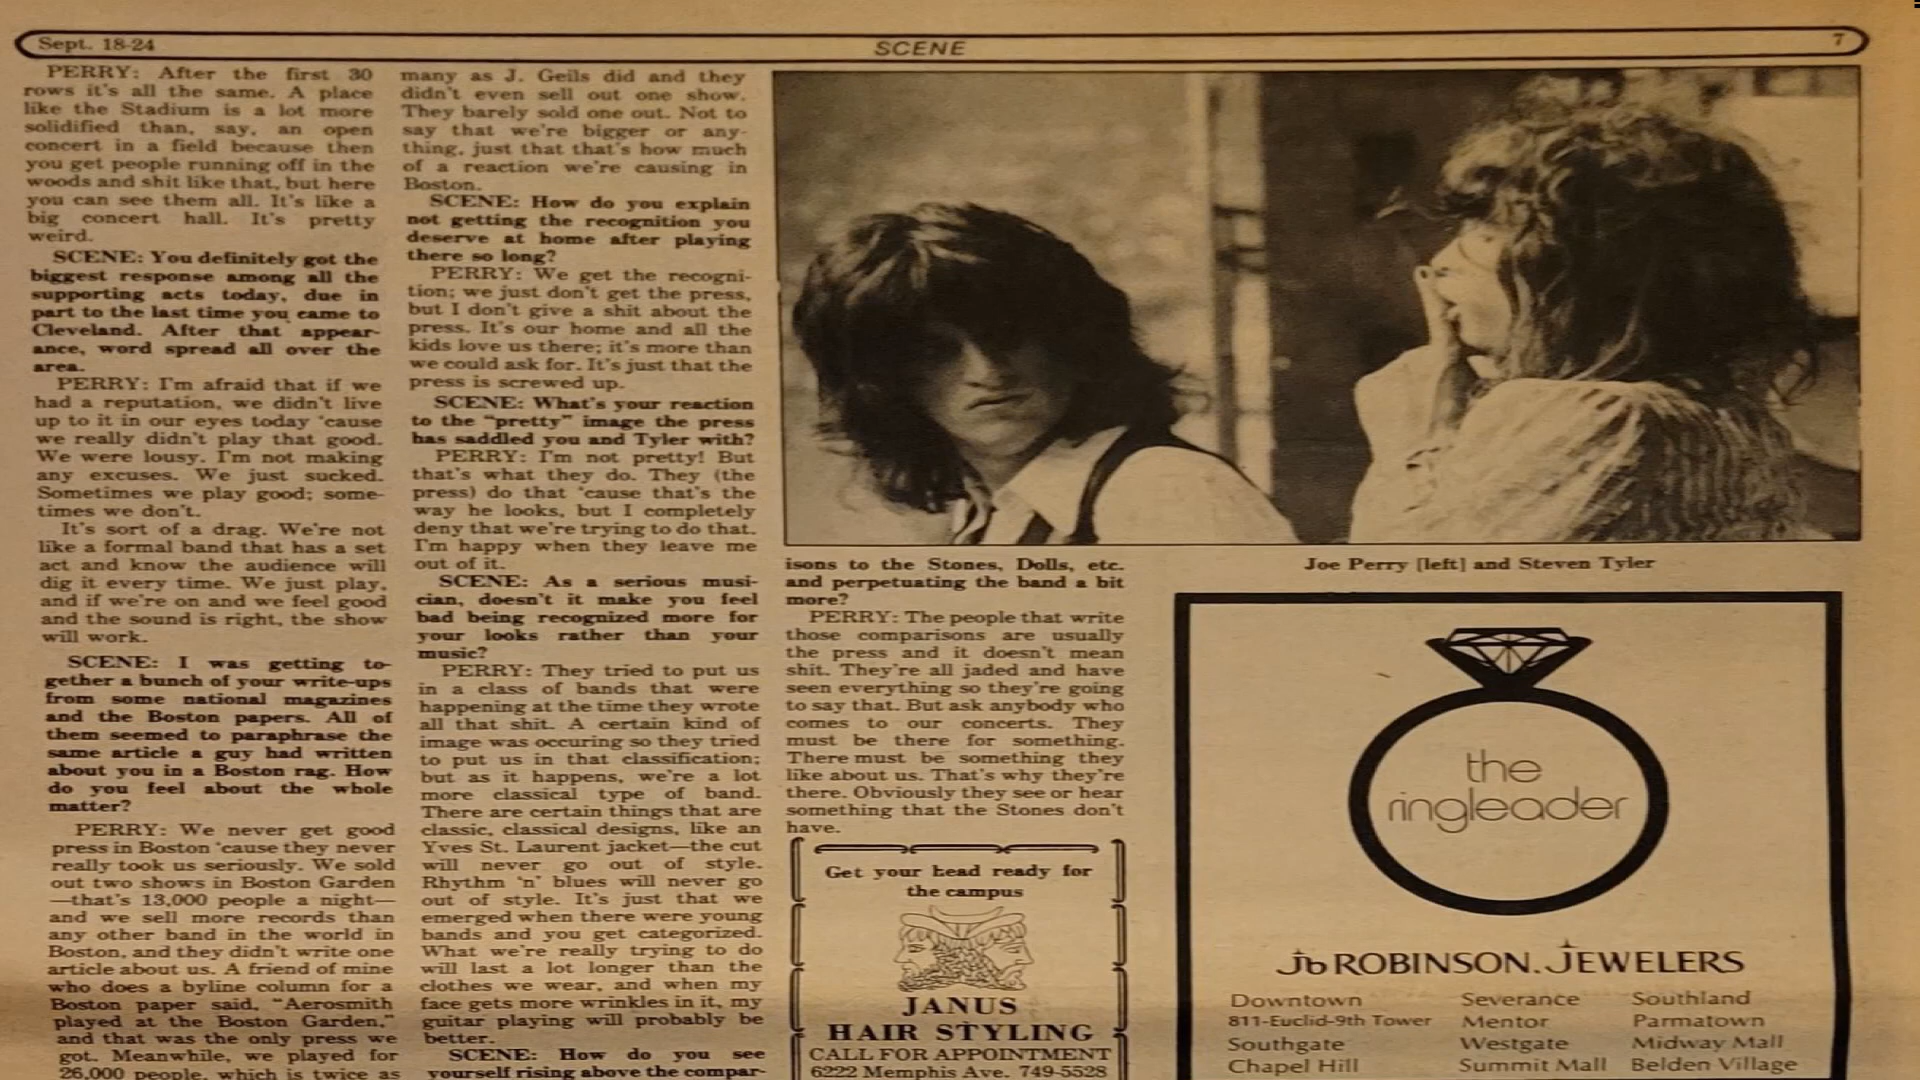 Sept. 18-24
SCENE
7
PERRY: After the first 30
rows it's all the same. A place
like the Stadium is a lot more
solidified than, say, an open
concert in a field because then
you get people running off in the
woods and shit like that, but here
you can see them all. It's like a
big concert hall. It's pretty
weird.
SCENE: You definitely got the
biggest response among all the
supporting acts today, due in
part to the last time you came to
Cleveland. After that appear-
ance, word spread all over the
area.
PERRY: I'm afraid that if we
had a reputation, we didn't live
up to it in our eyes today 'cause
we really didn't play that good.
We were lousy. I'm not making
any excuses. We just sucked.
Sometimes we play good; some-
times we don't.
It's sort of a drag. We're not
like a formal band that has a set
act and know the audience will
dig it every time. We just play,
and if we're on and we feel good
and the sound is right, the show
will work.
SCENE: I was getting to-
gether a bunch of your write-ups
from some national magazines
and the Boston papers. All of
them seemed to paraphrase the
same article a guy had written
about you in a Boston rag. How
do you feel about the whole
matter?
PERRY: We never get good
press in Boston 'cause they never
really took us seriously. We sold
out two shows in Boston Garden
—that's 13,000 people a night—
and we sell more records than
any other band in the world in
Boston, and they didn't write one
article about us. A friend of mine
who does a byline column for a
Boston paper said, "Aerosmith
played at the Boston Garden,"
and that was the only press we
got. Meanwhile, we played for
26,000 people, which is twice as
many as J. Geils did and they
didn't even sell out one show.
They barely sold one out. Not to
say that we're bigger or any-
thing, just that that's how much
of a reaction we're causing in
Boston.
SCENE: How do you explain
not getting the recognition you
deserve at home after playing
there so long?
PERRY: We get the recogni-
tion; we just don't get the press,
but I don't give a shit about the
press. It's our home and all the
kids love us there; it's more than
we could ask for. It's just that the
press is screwed up.
SCENE: What's your reaction
to the "pretty" image the press
has saddled you and Tyler with?
PERRY: I'm not pretty! But
that's what they do. They (the
press) do that 'cause that's the
way he looks, but I completely
deny that we're trying to do that.
I'm happy when they leave me
out of it.
SCENE: As a serious musi-
cian, doesn't it make you feel
bad being recognized more for
your looks rather than your
music?
PERRY: They tried to put us
in a class of bands that were
happening at the time they wrote
all that shit. A certain kind of
image was occuring so they tried
to put us in that classification;
but as it happens, we're a lot
more classical type of band.
There are certain things that are
classic, classical designs, like an
Yves St. Laurent jacket—the cut
will never go out of style.
Rhythm 'n' blues will never go
out of style. It's just that we
emerged when there were young
bands and you get categorized.
What we're really trying to do
will last a lot longer than the
clothes we wear, and when my
face gets more wrinkles in it, my
guitar playing will probably be
better.
SCENE: How do you see
yourself rising above the compar-
isons to the Stones, Dolls, etc.
and perpetuating the band a bit
more?
PERRY: The people that write
those comparisons are usually
the press and it doesn't mean
shit. They're all jaded and have
seen everything so they're going
to say that. But ask anybody who
comes to our concerts. They
must be there for something.
There must be something they
like about us. That's why they're
there. Obviously they see or hear
something that the Stones don't
have.
Joe Perry [left] and Steven Tyler
Get your head ready for
the campus
JANUS
HAIR STYLING
CALL FOR APPOINTMENT
6222 Memphis Ave. 749-5528
the
ringleader
Jb ROBINSON. JEWELERS
Downtown Severance Southland
811-Euclid-9th Tower Mentor Parmatown
Southgate Westgate Midway Mall
Chapel Hill Summit Mall Belden Village